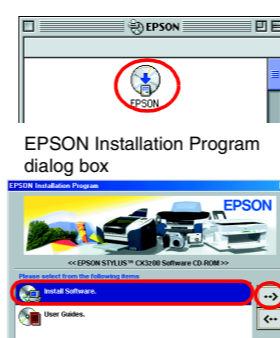 EPSON
EPSON
EPSON Installation Program
dialog box
EPSON Installation Program
EPSON
<< EPSON STYLUS™ CX3200 Software CD-ROM >>
Please select from the following items
Install Software.
User Guides.